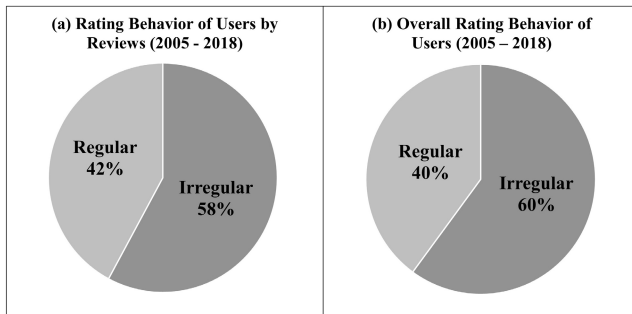 (a) Rating Behavior of Users by
Reviews (2005 - 2018)
Regular
42%
Irregular
58%
(b) Overall Rating Behavior of
Users (2005 – 2018)
Regular
40%
Irregular
60%